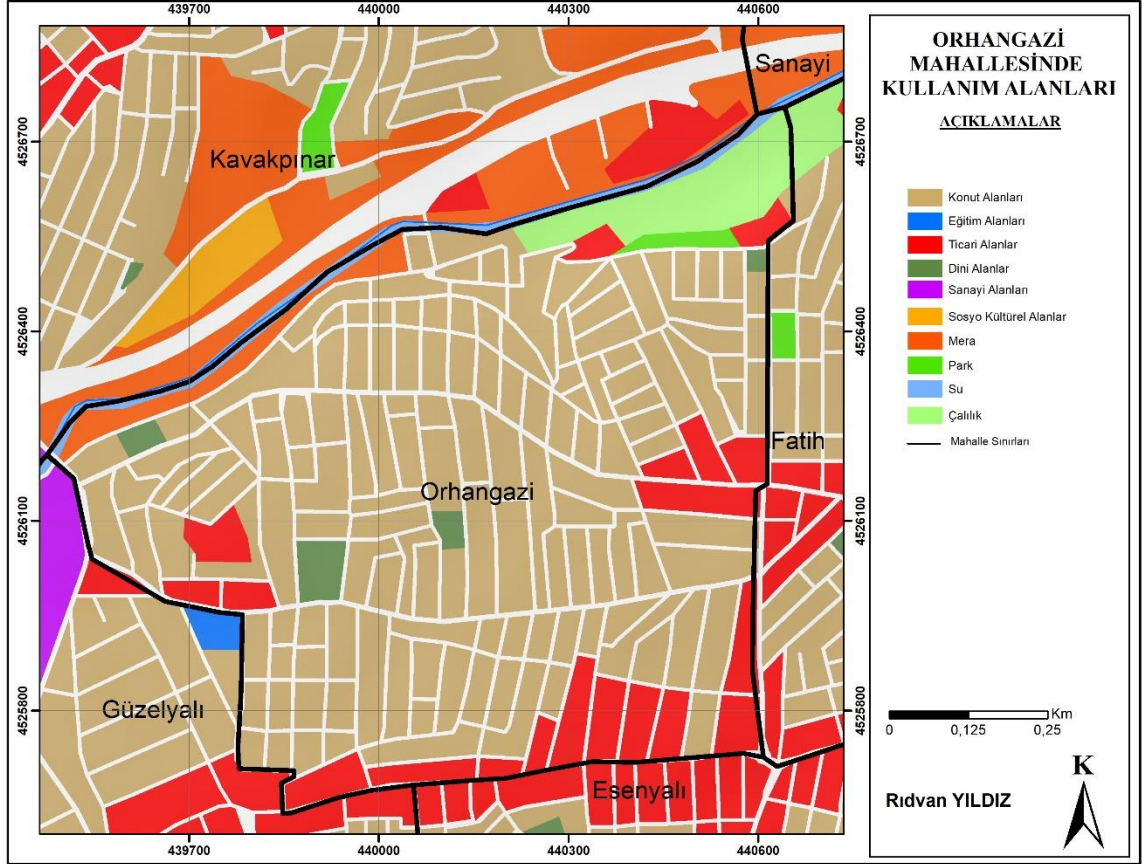 439700
440000
440300
440600
Sanayi
4526700
Kavakpınar
4526700
4526400
4526400
Fatih
Orhangazi
4526100
4526100
Güzelyalı
4525800
4525800
Esenyalı
439700
440000
440300
440600
ORHANGAZİ
MAHALLESİNDE
KULLANIM ALANLARI
AÇIKLAMALAR
Konut Alanları
Eğitim Alanları
Ticari Alanlar
Dini Alanlar
Sanayi Alanları
Sosyo Kültürel Alanlar
Mera
Park
Su
Çalılık
Mahalle Sınırları
Km
0 0,125 0,25
K
Rıdvan YILDIZ